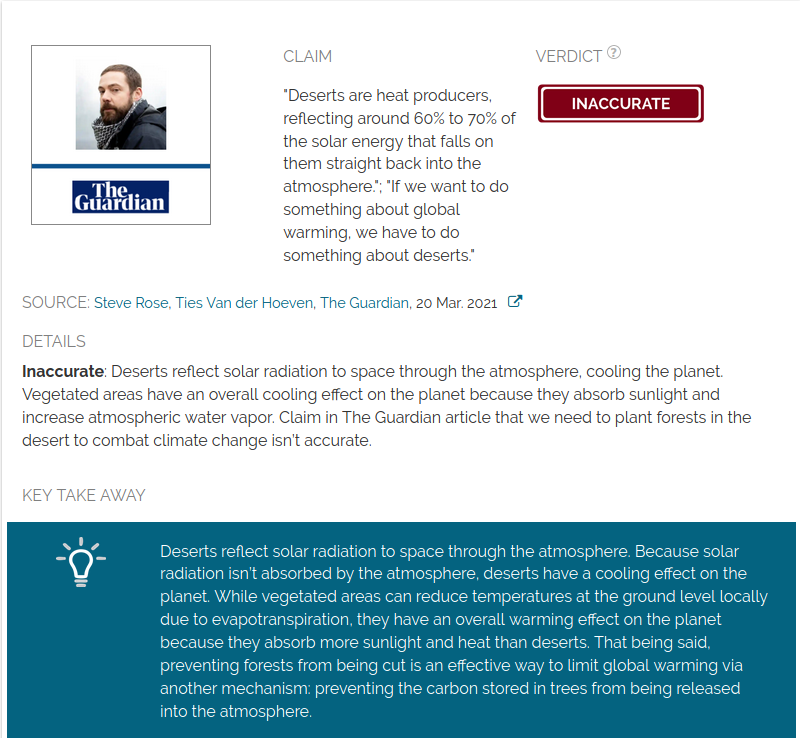 CLAIM
"Deserts are heat producers,
reflecting around 60% to 70% of
the solar energy that falls on
them straight back into the
atmosphere."; "If we want to do
something about global
warming, we have to do
something about deserts."
VERDICT ?
INACCURATE
The
Guardian
SOURCE: Steve Rose, Ties Van der Hoeven, The Guardian, 20 Mar. 2021
DETAILS
Inaccurate: Deserts reflect solar radiation to space through the atmosphere, cooling the planet.
Vegetated areas have an overall cooling effect on the planet because they absorb sunlight and
increase atmospheric water vapor. Claim in The Guardian article that we need to plant forests in the
desert to combat climate change isn't accurate.
KEY TAKE AWAY
Deserts reflect solar radiation to space through the atmosphere. Because solar
radiation isn't absorbed by the atmosphere, deserts have a cooling effect on the
planet. While vegetated areas can reduce temperatures at the ground level locally
due to evapotranspiration, they have an overall warming effect on the planet
because they absorb more sunlight and heat than deserts. That being said,
preventing forests from being cut is an effective way to limit global warming via
another mechanism: preventing the carbon stored in trees from being released
into the atmosphere.